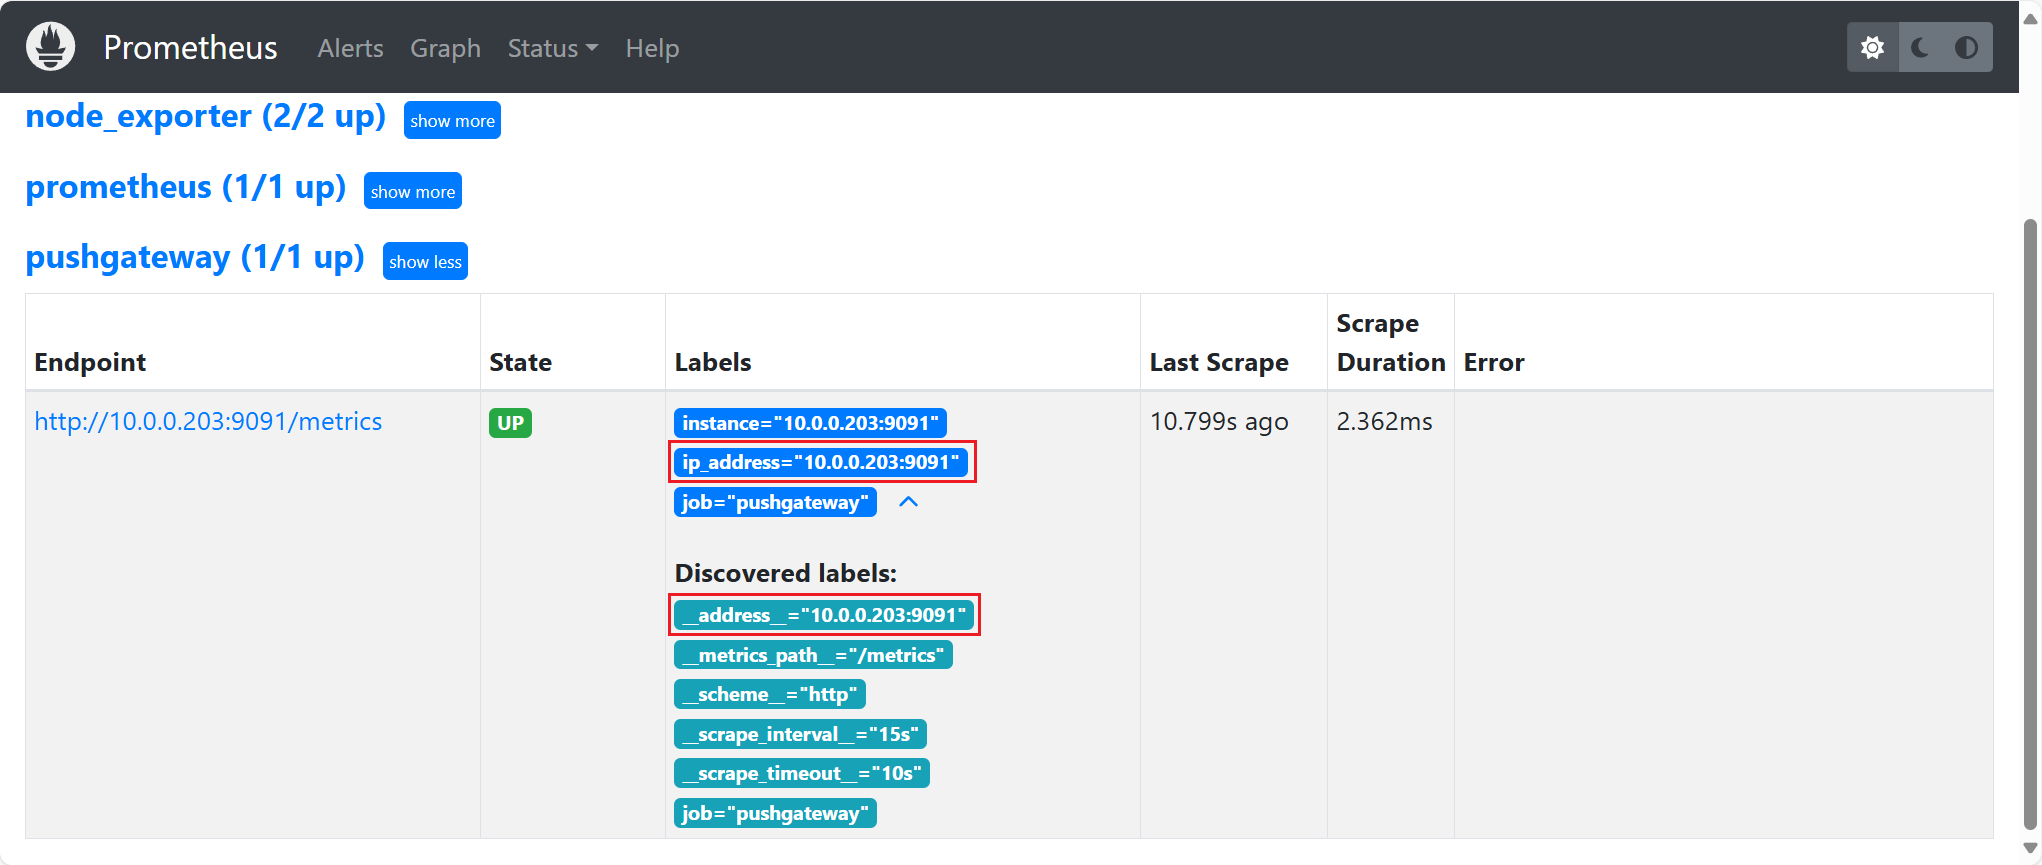 Prometheus Alerts Graph Status Help
node_exporter (2/2 up) show more
prometheus (1/1 up) show more
pushgateway (1/1 up) show less
Endpoint State Labels Last Scrape Scrape Duration Error
http://10.0.0.203:9091/metrics UP instance="10.0.0.203:9091" 10.799s ago 2.362ms
ip_address="10.0.0.203:9091"
job="pushgateway"
Discovered labels:
__address__="10.0.0.203:9091"
__metrics_path__="/metrics"
__scheme__="http"
__scrape_interval__="15s"
__scrape_timeout__="10s"
job="pushgateway"